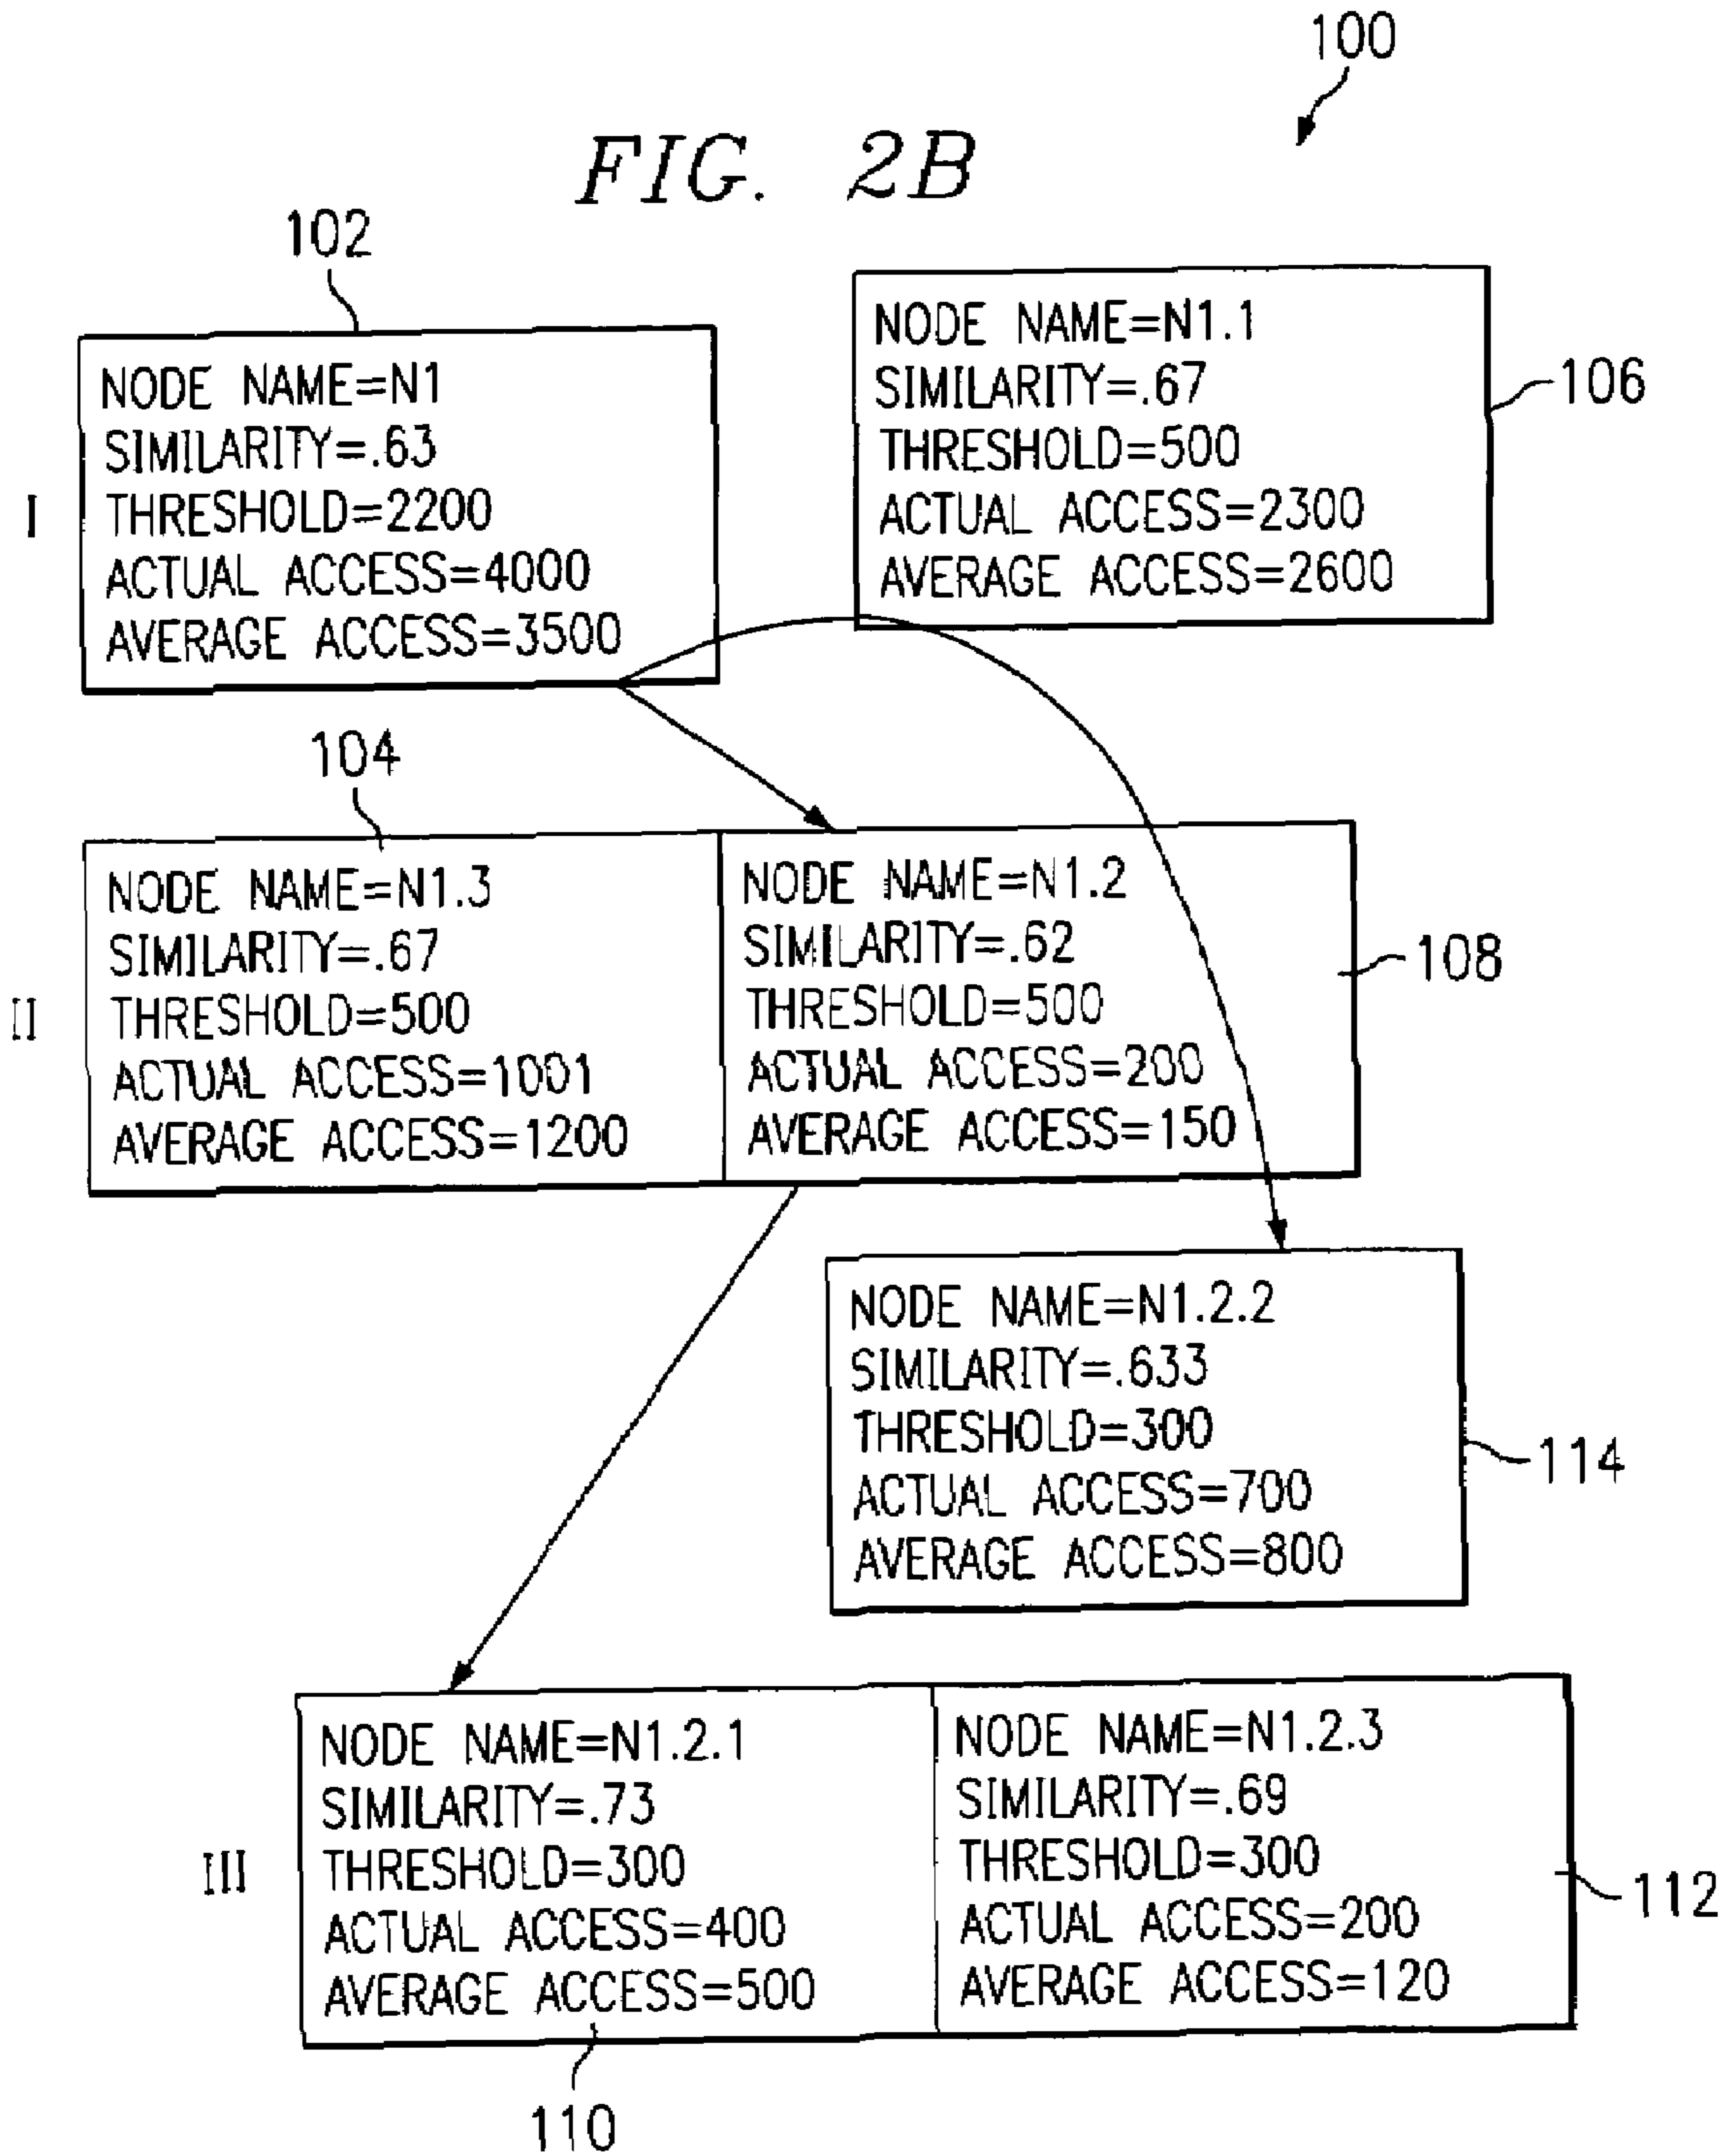 100
FIG. 2B
102
NODE NAME=N1
SIMILARITY=.63
THRESHOLD=2200
ACTUAL ACCESS=4000
AVERAGE ACCESS=3500
I
NODE NAME=N1.1
SIMILARITY=.67
THRESHOLD=500
ACTUAL ACCESS=2300
AVERAGE ACCESS=2600
106
104
NODE NAME=N1.3
SIMILARITY=.67
THRESHOLD=500
ACTUAL ACCESS=1001
AVERAGE ACCESS=1200
II
NODE NAME=N1.2
SIMILARITY=.62
THRESHOLD=500
ACTUAL ACCESS=200
AVERAGE ACCESS=150
108
NODE NAME=N1.2.2
SIMILARITY=.633
THRESHOLD=300
ACTUAL ACCESS=700
AVERAGE ACCESS=800
114
NODE NAME=N1.2.1
SIMILARITY=.73
THRESHOLD=300
ACTUAL ACCESS=400
AVERAGE ACCESS=500
III
NODE NAME=N1.2.3
SIMILARITY=.69
THRESHOLD=300
ACTUAL ACCESS=200
AVERAGE ACCESS=120
112
110